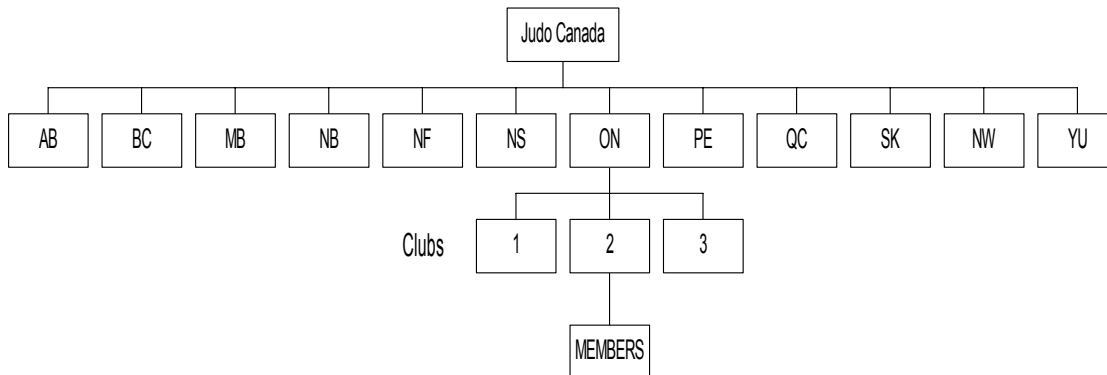 Judo Canada
AB BC MB NB NF NS ON PE QC SK NW YU
Clubs 1 2 3
MEMBERS